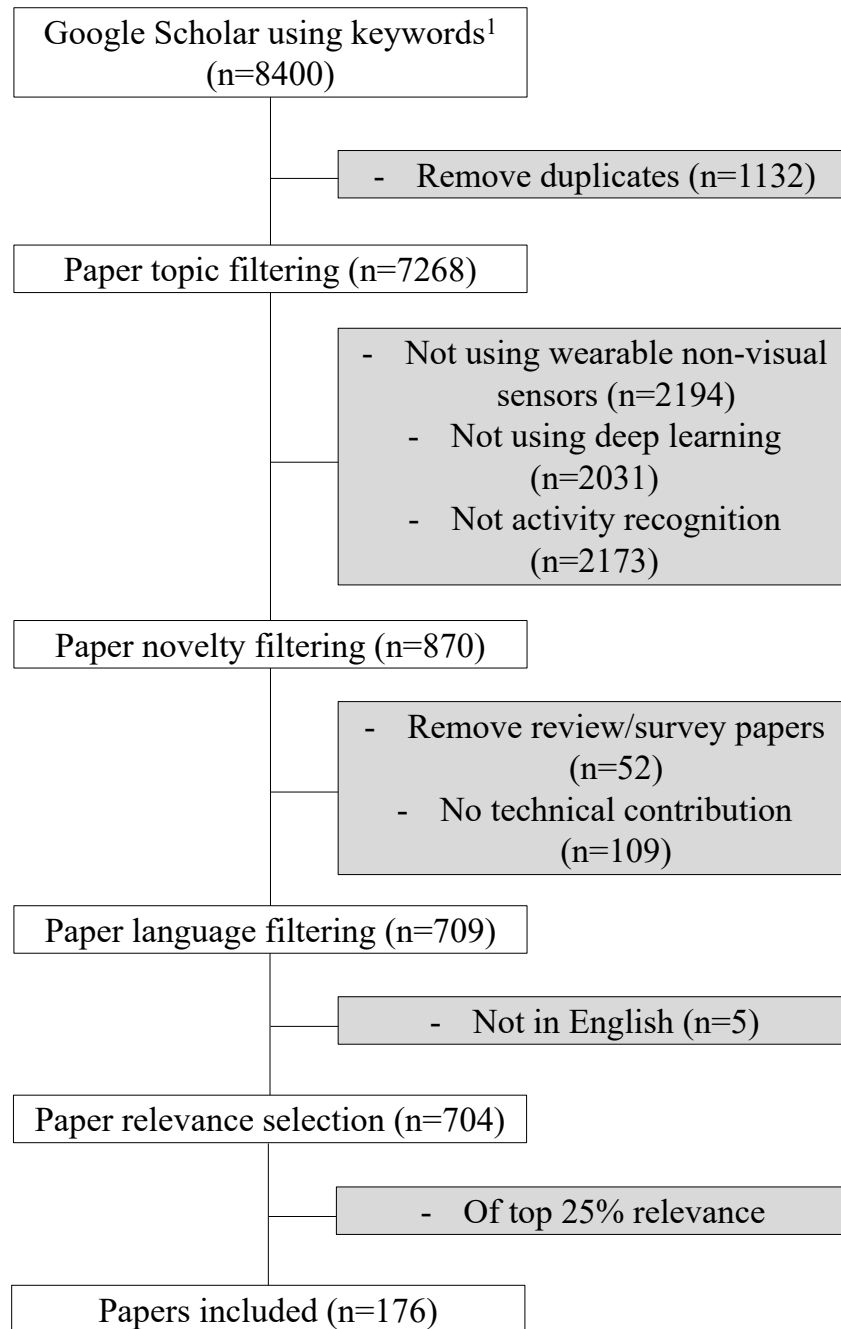 Google Scholar using keywords¹
(n=8400)
- Remove duplicates (n=1132)
Paper topic filtering (n=7268)
- Not using wearable non-visual
sensors (n=2194)
- Not using deep learning
(n=2031)
- Not activity recognition
(n=2173)
Paper novelty filtering (n=870)
- Remove review/survey papers
(n=52)
- No technical contribution
(n=109)
Paper language filtering (n=709)
- Not in English (n=5)
Paper relevance selection (n=704)
- Of top 25% relevance
Papers included (n=176)